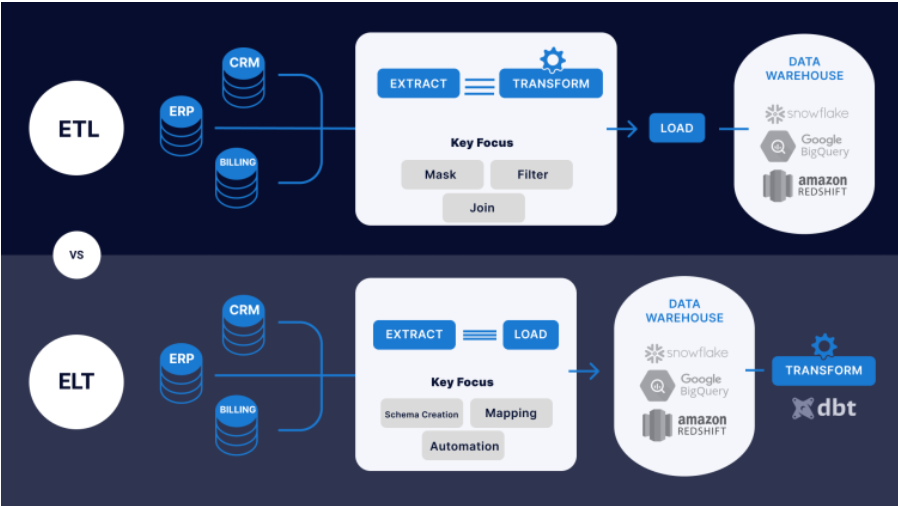 ETL
CRM
ERP
BILLING
EXTRACT
TRANSFORM
Key Focus
Mask
Filter
Join
LOAD
DATA
WAREHOUSE
snowflake
Google
BigQuery
amazon
REDSHIFT
VS
ELT
CRM
ERP
BILLING
EXTRACT
LOAD
Key Focus
Schema Creation
Mapping
Automation
DATA
WAREHOUSE
snowflake
Google
BigQuery
amazon
REDSHIFT
TRANSFORM
dbt